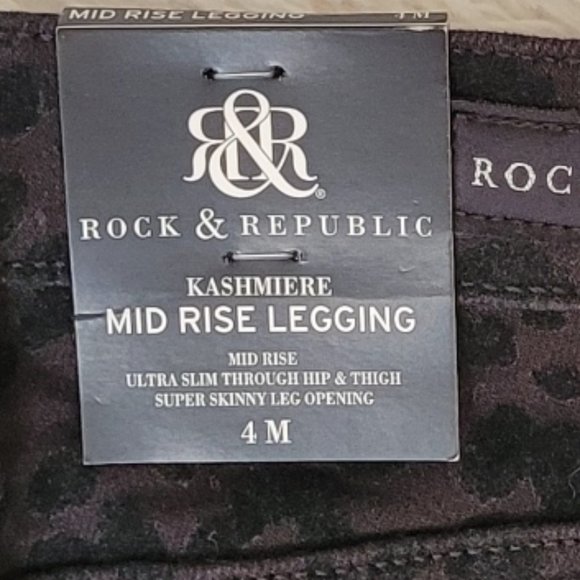 MID RISE LEGGING 4 M
R&R®
ROCK & REPUBLIC
ROC
KASHMIERE
MID RISE LEGGING
MID RISE
ULTRA SLIM THROUGH HIP & THIGH
SUPER SKINNY LEG OPENING
4 M